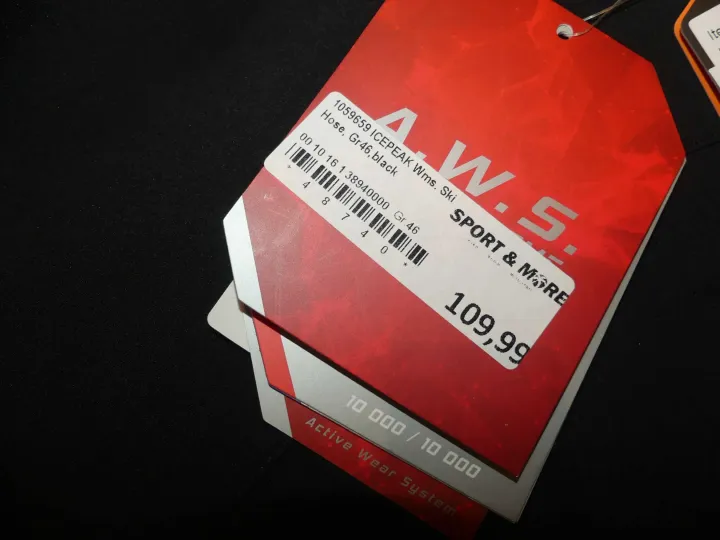 A.W.S.
1059659 ICEPEAK Wms. Ski
Hose, Gr46,black
00 10 16 1 38940000 Gr 46
* 4 8 7 4 0 *
SPORT & MORE
109,99
10 000 / 10 000
Active Wear System
Ite